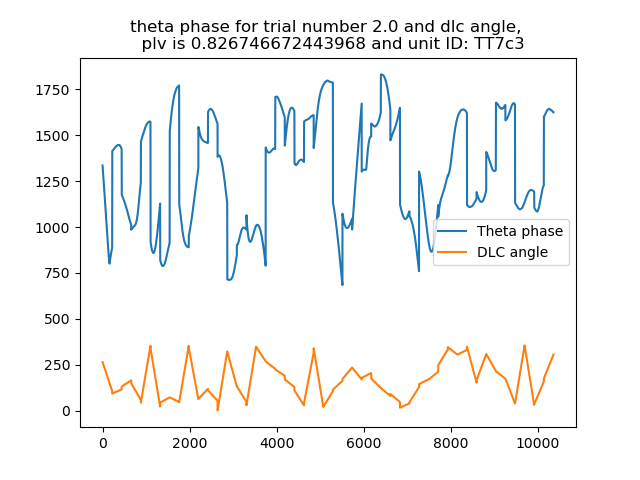 theta phase for trial number 2.0 and dlc angle,
plv is 0.826746672443968 and unit ID: TT7c3
1750
1500
1250
1000
750
500
250
0
Theta phase
DLC angle
0 2000 4000 6000 8000 10000